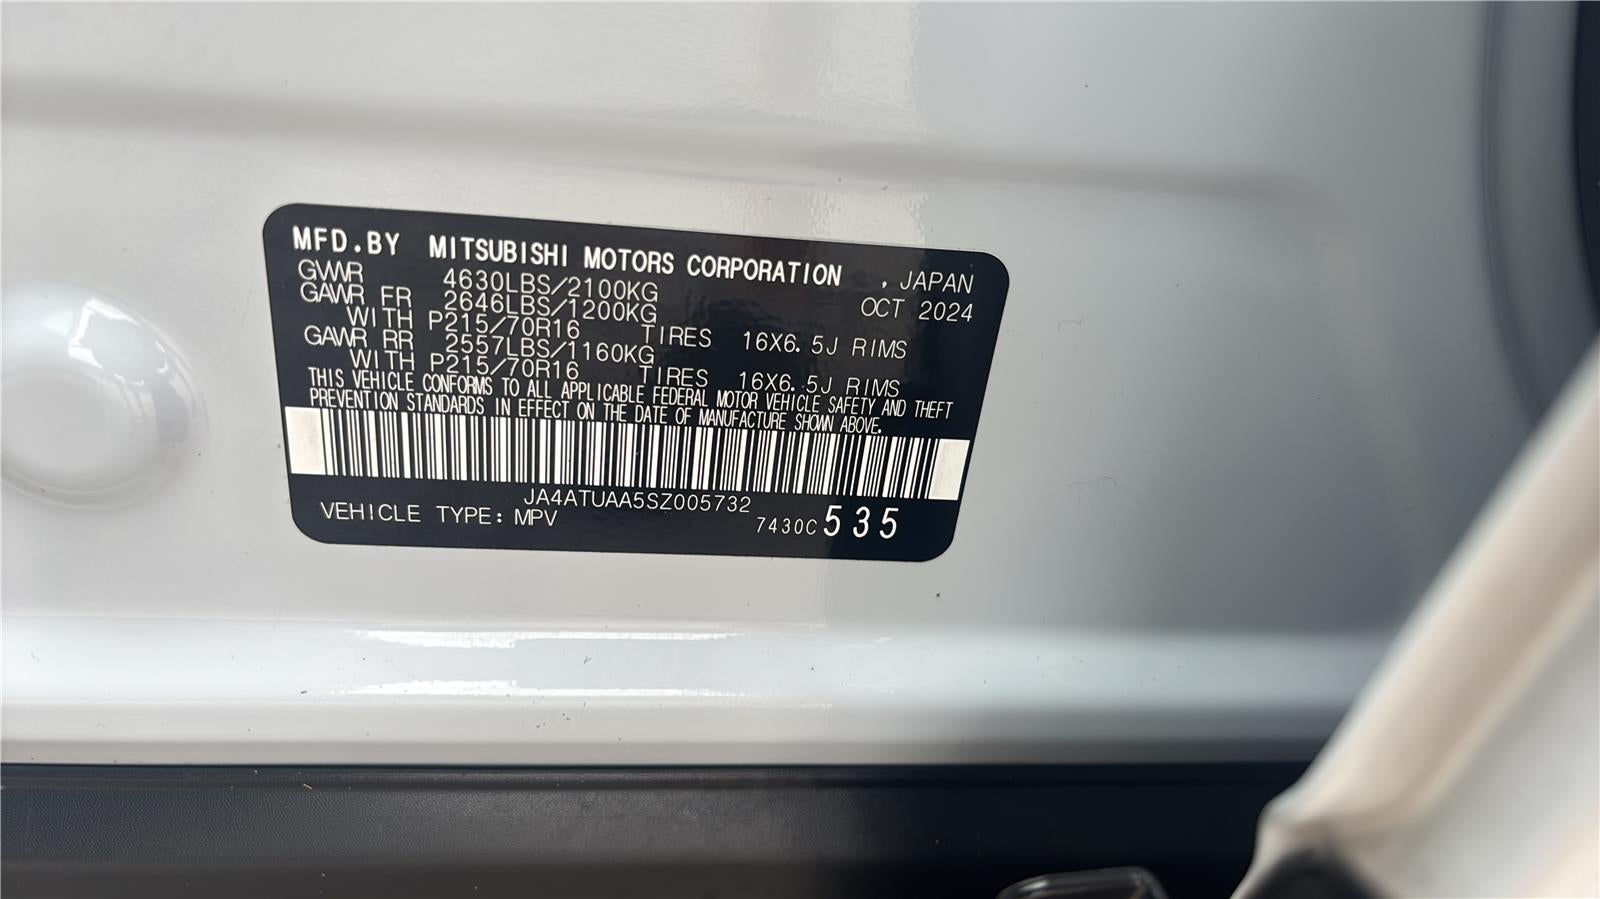 MFD.BY MITSUBISHI MOTORS CORPORATION , JAPAN
GVWR 4630LBS/2100KG OCT 2024
GAWR FR 2646LBS/1200KG
WITH P215/70R16 TIRES 16X6.5J RIMS
GAWR RR 2557LBS/1160KG
WITH P215/70R16 TIRES 16X6.5J RIMS
THIS VEHICLE CONFORMS TO ALL APPLICABLE FEDERAL MOTOR VEHICLE SAFETY AND THEFT
PREVENTION STANDARDS IN EFFECT ON THE DATE OF MANUFACTURE SHOWN ABOVE.
JA4ATUAA5SZ005732
VEHICLE TYPE: MPV 7430C 535